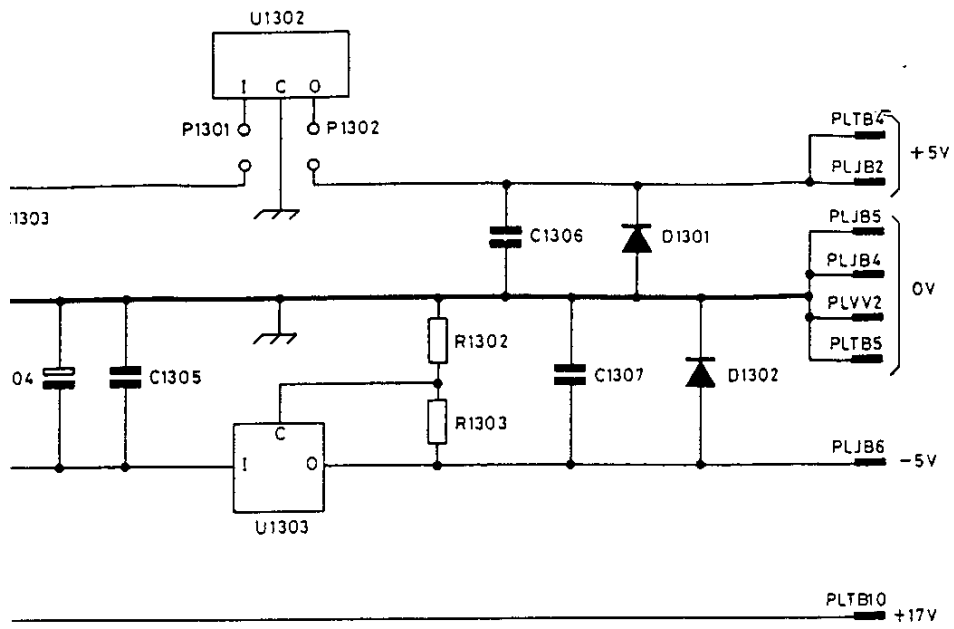 U1302
I C O
P1301 P1302
PLTB4
+5V
PLJB2
C1303
PLJB5
C1306 D1301
PLJB4
0V
PLVV2
R1302
PLTB5
04 C1305 C1307 D1302
R1303
C
PLJB6
I O -5V
U1303
PLTB10
+17V